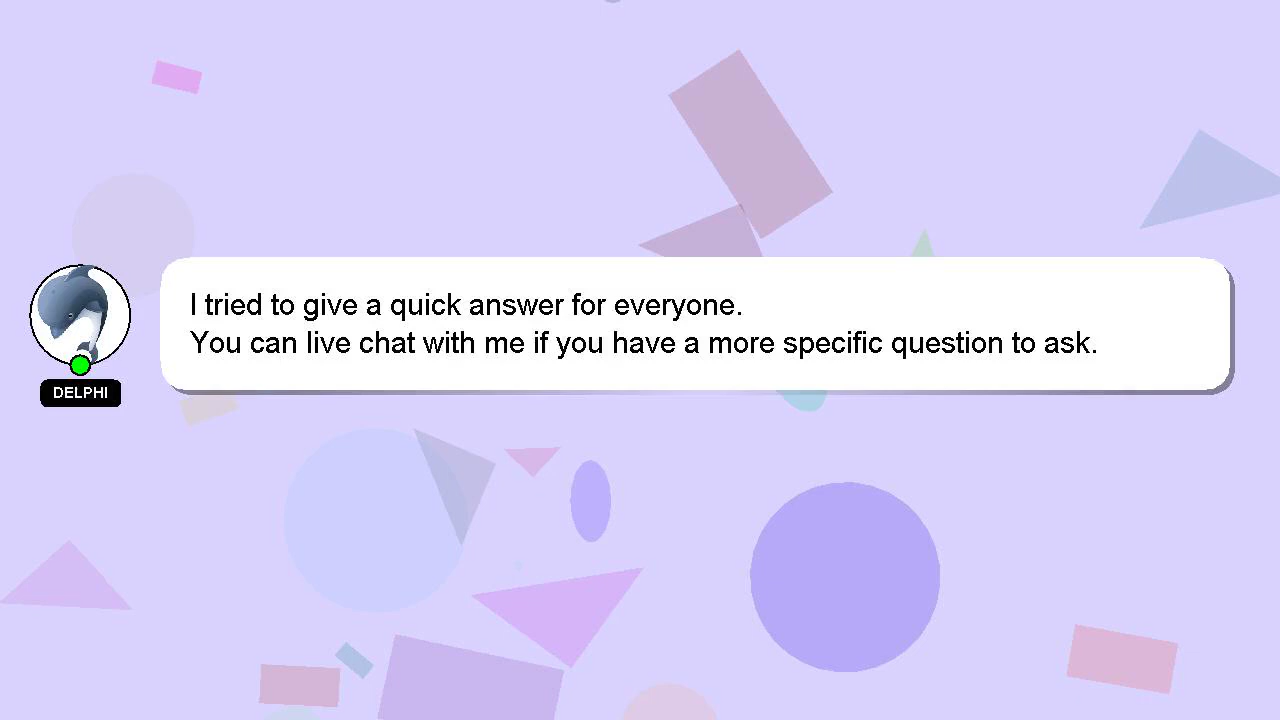 I tried to give a quick answer for everyone.
You can live chat with me if you have a more specific question to ask.
DELPHI